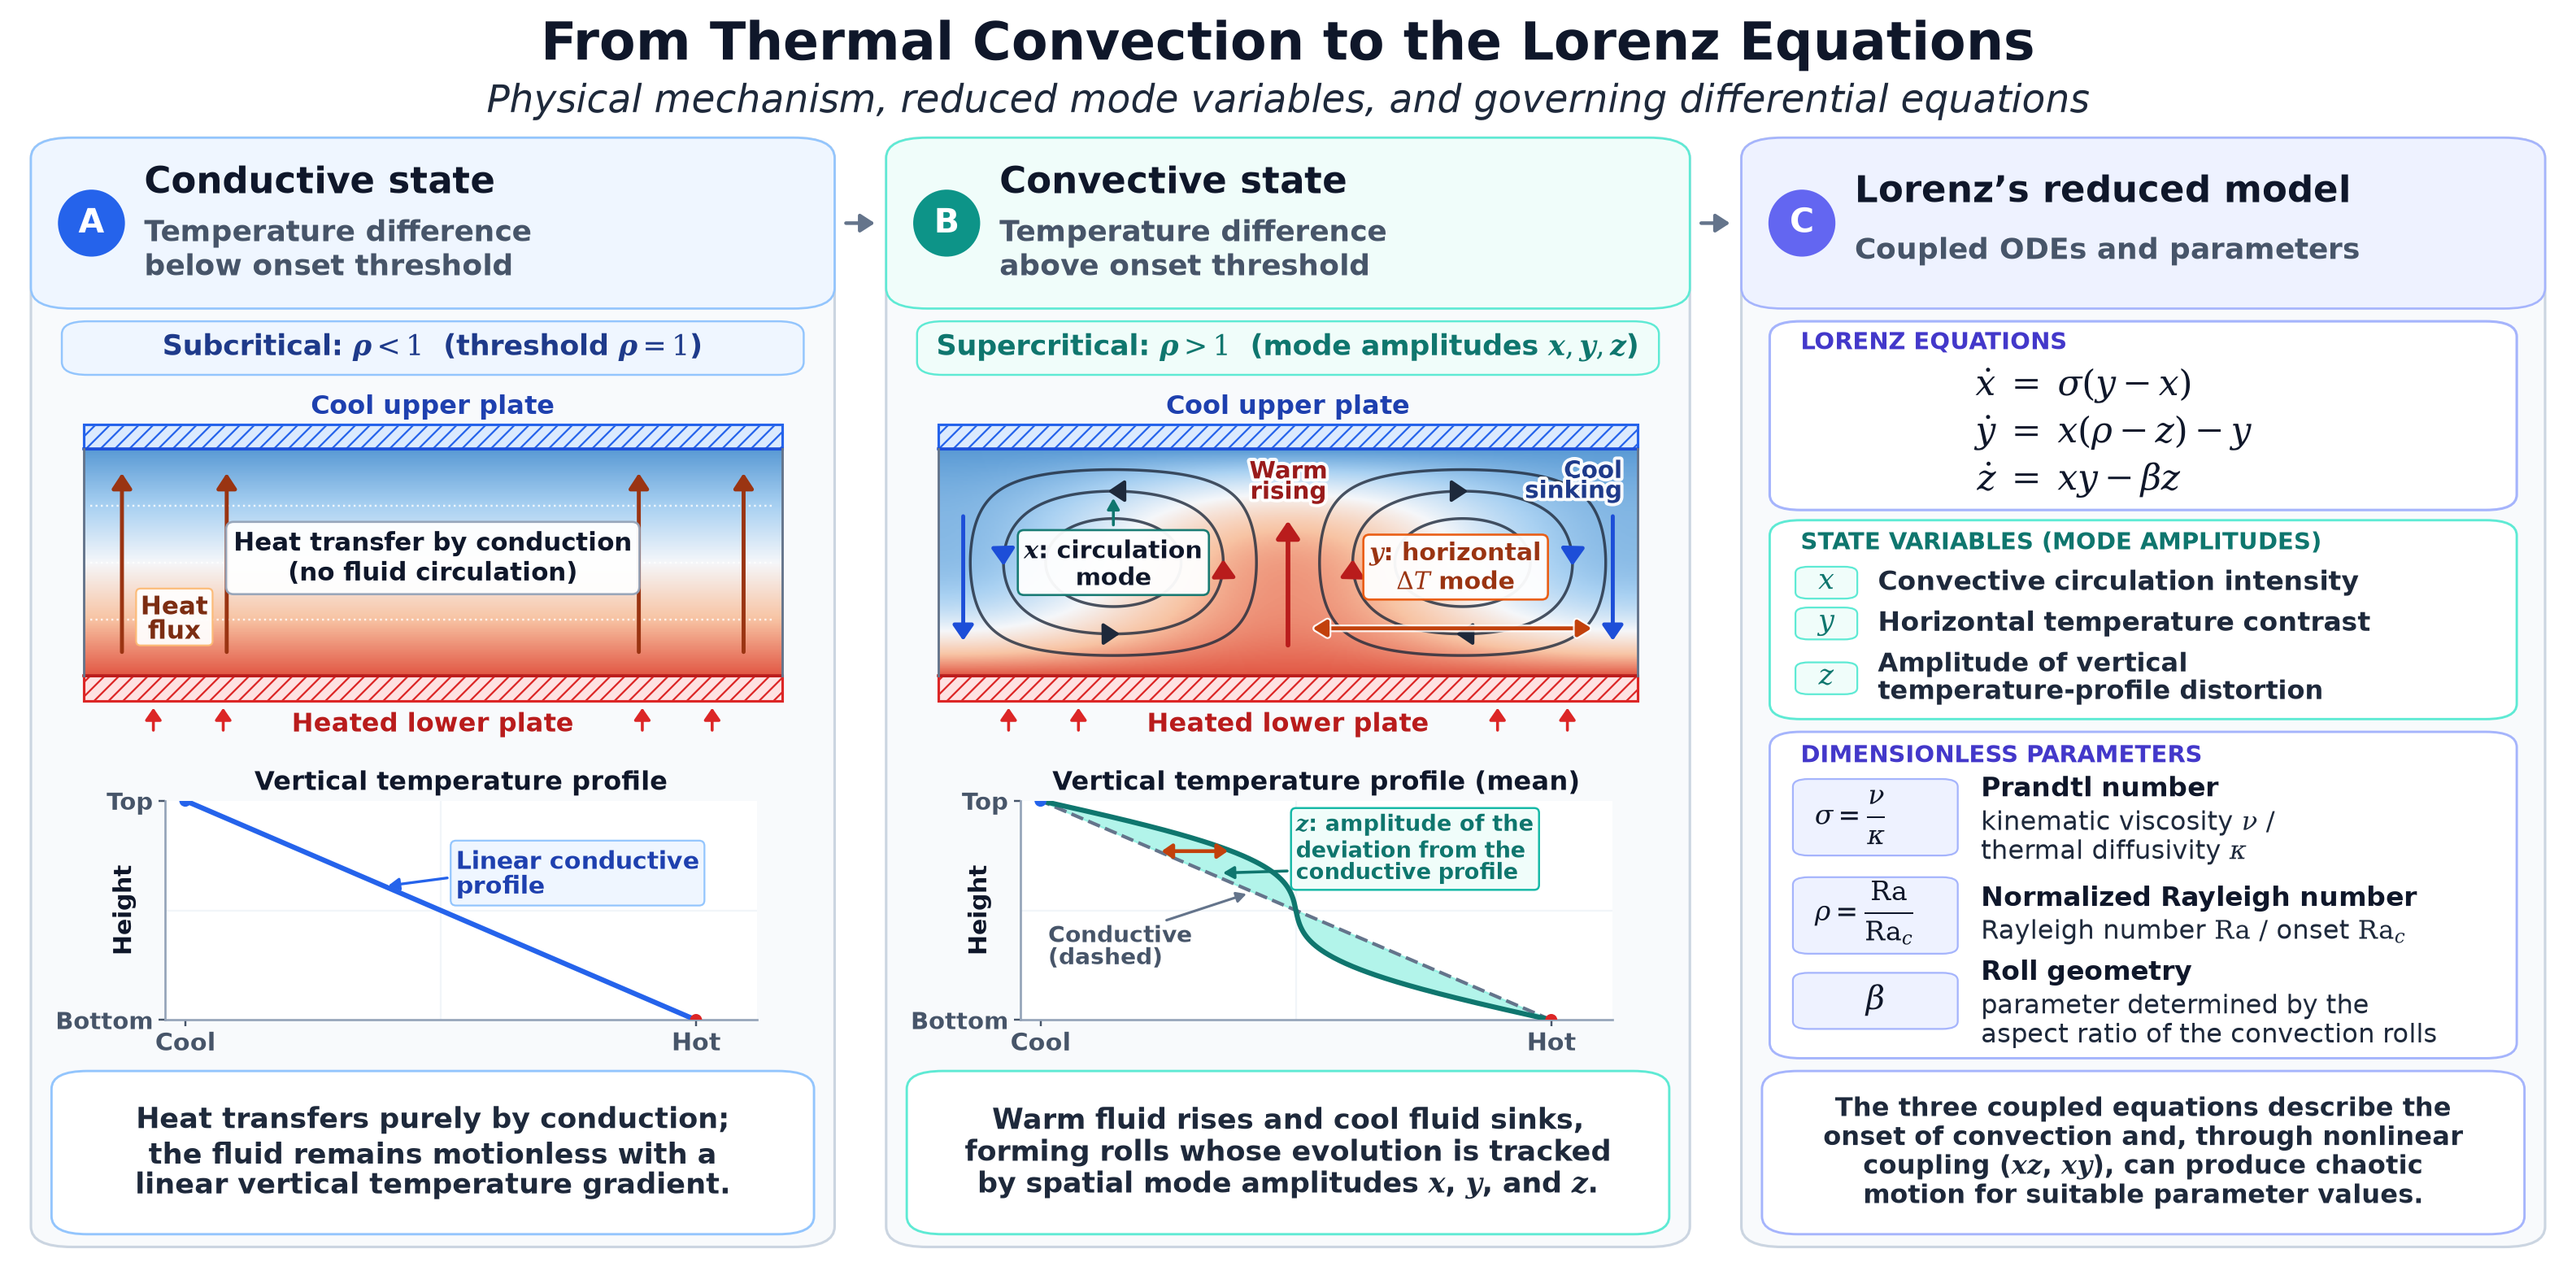 From Thermal Convection to the Lorenz Equations
Physical mechanism, reduced mode variables, and governing differential equations
A
Conductive state
Temperature difference
below onset threshold
Subcritical: ρ < 1 (threshold ρ = 1)
Cool upper plate
Heat transfer by conduction
(no fluid circulation)
Heat
flux
Heated lower plate
Vertical temperature profile
Top
Linear conductive
profile
Height
Bottom
Cool
Hot
Heat transfers purely by conduction;
the fluid remains motionless with a
linear vertical temperature gradient.
B
Convective state
Temperature difference
above onset threshold
Supercritical: ρ > 1 (mode amplitudes x, y, z)
Cool upper plate
Warm
rising
Cool
sinking
x: circulation
mode
y: horizontal
ΔT mode
Heated lower plate
Vertical temperature profile (mean)
Top
z: amplitude of the
deviation from the
conductive profile
Conductive
(dashed)
Height
Bottom
Cool
Hot
Warm fluid rises and cool fluid sinks,
forming rolls whose evolution is tracked
by spatial mode amplitudes x, y, and z.
C
Lorenz’s reduced model
Coupled ODEs and parameters
LORENZ EQUATIONS
ẋ = σ(y − x)
ẏ = x(ρ − z) − y
ż = xy − βz
STATE VARIABLES (MODE AMPLITUDES)
x Convective circulation intensity
y Horizontal temperature contrast
z Amplitude of vertical
temperature-profile distortion
DIMENSIONLESS PARAMETERS
σ = ν/κ
Prandtl number
kinematic viscosity ν /
thermal diffusivity κ
ρ = Ra/Ra_c
Normalized Rayleigh number
Rayleigh number Ra / onset Ra_c
β
Roll geometry
parameter determined by the
aspect ratio of the convection rolls
The three coupled equations describe the
onset of convection and, through nonlinear
coupling (xz, xy), can produce chaotic
motion for suitable parameter values.